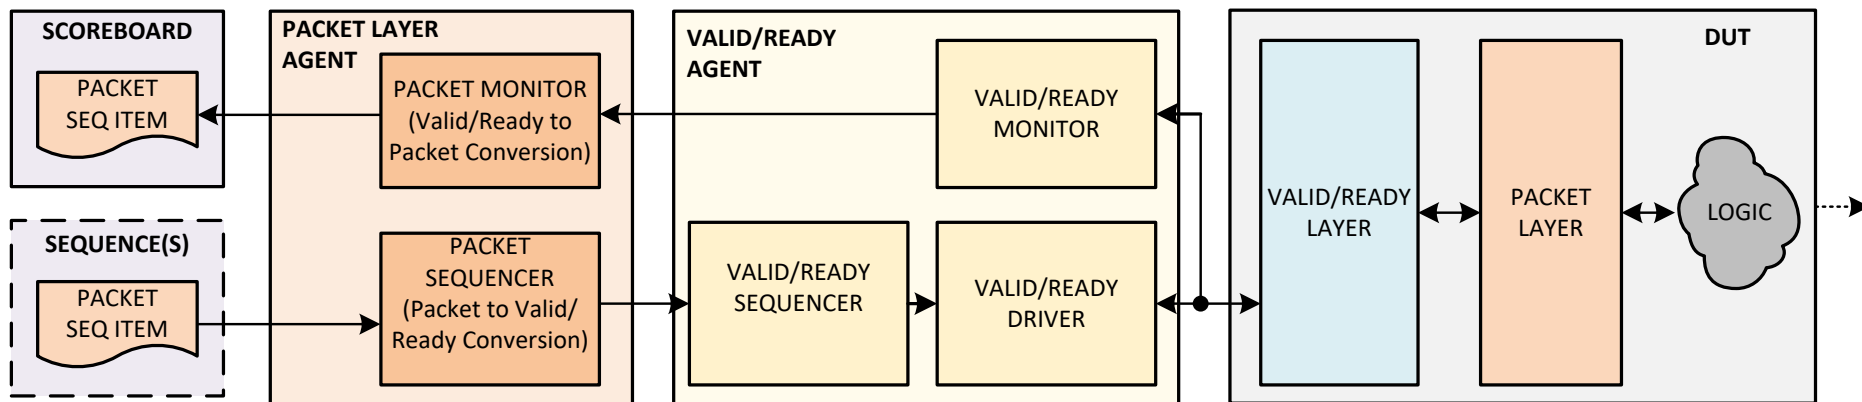 SCOREBOARD
PACKET
SEQ ITEM
SEQUENCE(S)
PACKET
SEQ ITEM
PACKET LAYER
AGENT
PACKET MONITOR
(Valid/Ready to
Packet Conversion)
PACKET
SEQUENCER
(Packet to Valid/
Ready Conversion)
VALID/READY
AGENT
VALID/READY
MONITOR
VALID/READY
SEQUENCER
VALID/READY
DRIVER
DUT
VALID/READY
LAYER
PACKET
LAYER
LOGIC